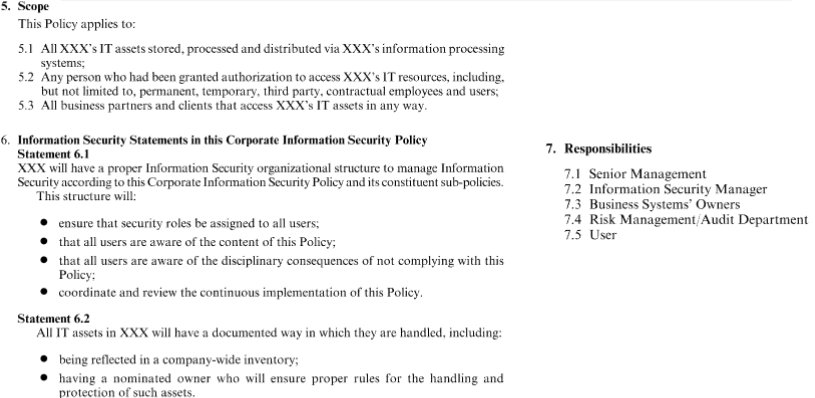 5. Scope
This Policy applies to:
5.1 All XXX's IT assets stored, processed and distributed via XXX's information processing
systems;
5.2 Any person who had been granted authorization to access XXX's IT resources, including,
but not limited to, permanent, temporary, third party, contractual employees and users;
5.3 All business partners and clients that access XXX's IT assets in any way.
6. Information Security Statements in this Corporate Information Security Policy
Statement 6.1
XXX will have a proper Information Security organizational structure to manage Information
Security according to this Corporate Information Security Policy and its constituent sub-policies.
This structure will:
● ensure that security roles be assigned to all users;
● that all users are aware of the content of this Policy;
● that all users are aware of the disciplinary consequences of not complying with this
Policy;
● coordinate and review the continuous implementation of this Policy.
Statement 6.2
All IT assets in XXX will have a documented way in which they are handled, including:
● being reflected in a company-wide inventory;
● having a nominated owner who will ensure proper rules for the handling and
protection of such assets.
7. Responsibilities
7.1 Senior Management
7.2 Information Security Manager
7.3 Business Systems' Owners
7.4 Risk Management/Audit Department
7.5 User